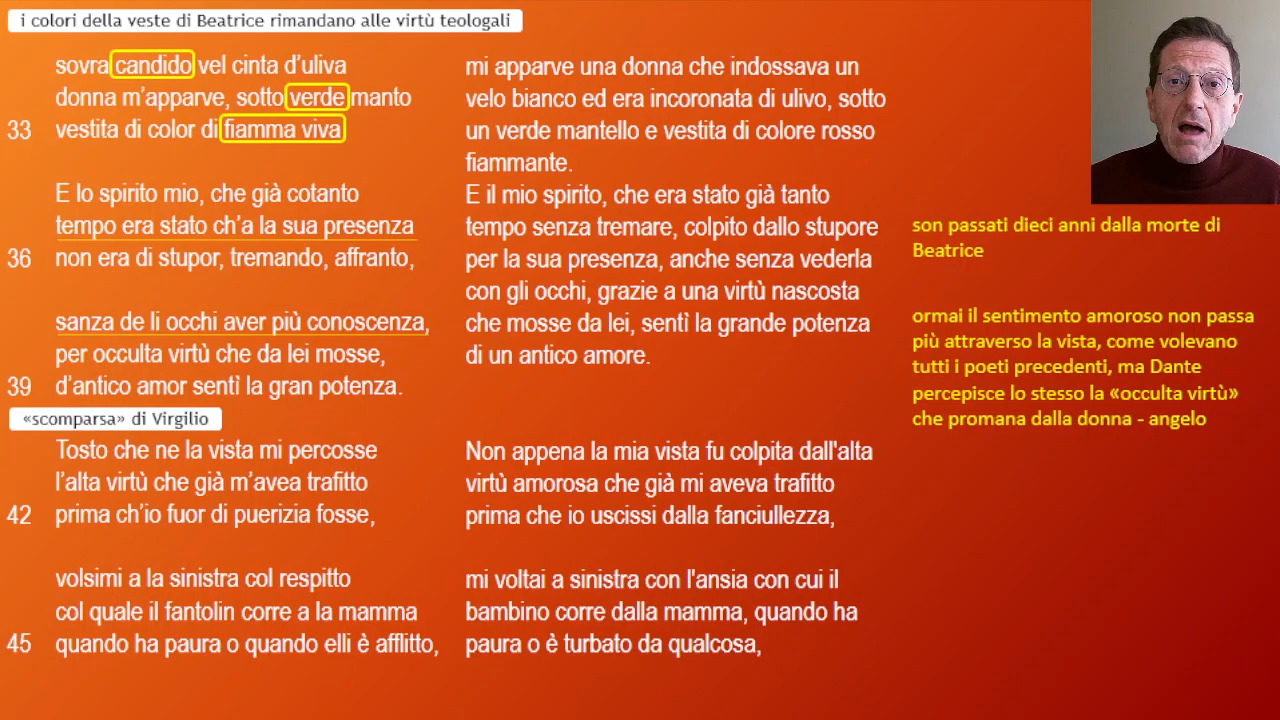 i colori della veste di Beatrice rimandano alle virtù teologali
sovra candido vel cinta d’uliva
donna m’apparve, sotto verde manto
33 vestita di color di fiamma viva
E lo spirito mio, che già cotanto
tempo era stato ch’a la sua presenza
36 non era di stupor, tremando, affranto,
sanza de li occhi aver più conoscenza,
per occulta virtù che da lei mosse,
39 d’antico amor sentì la gran potenza.
«scomparsa» di Virgilio
Tosto che ne la vista mi percosse
l’alta virtù che già m’avea trafitto
42 prima ch’io fuor di puerizia fosse,
volsimi a la sinistra col respitto
col quale il fantolin corre a la mamma
45 quando ha paura o quando elli è afflitto,
mi apparve una donna che indossava un
velo bianco ed era incoronata di ulivo, sotto
un verde mantello e vestita di colore rosso
fiammante.
E il mio spirito, che era stato già tanto
tempo senza tremare, colpito dallo stupore
per la sua presenza, anche senza vederla
con gli occhi, grazie a una virtù nascosta
che mosse da lei, sentì la grande potenza
di un antico amore.
Non appena la mia vista fu colpita dall'alta
virtù amorosa che già mi aveva trafitto
prima che io uscissi dalla fanciullezza,
mi voltai a sinistra con l'ansia con cui il
bambino corre dalla mamma, quando ha
paura o è turbato da qualcosa,
son passati dieci anni dalla morte di
Beatrice
ormai il sentimento amoroso non passa
più attraverso la vista, come volevano
tutti i poeti precedenti, ma Dante
percepisce lo stesso la «occulta virtù»
che promana dalla donna - angelo